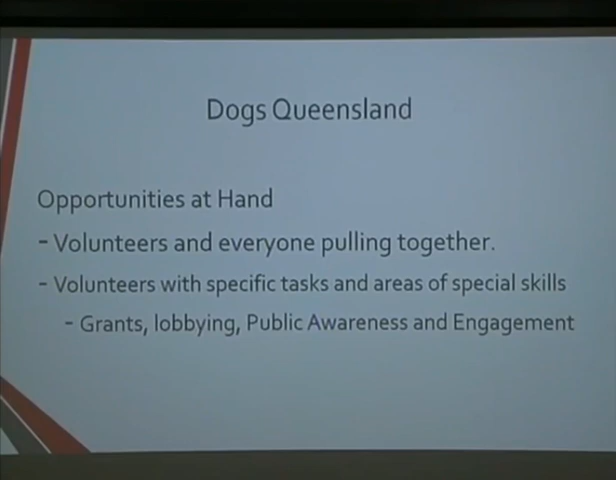 Dogs Queensland
Opportunities at Hand
- Volunteers and everyone pulling together.
- Volunteers with specific tasks and areas of special skills
- Grants, lobbying, Public Awareness and Engagement